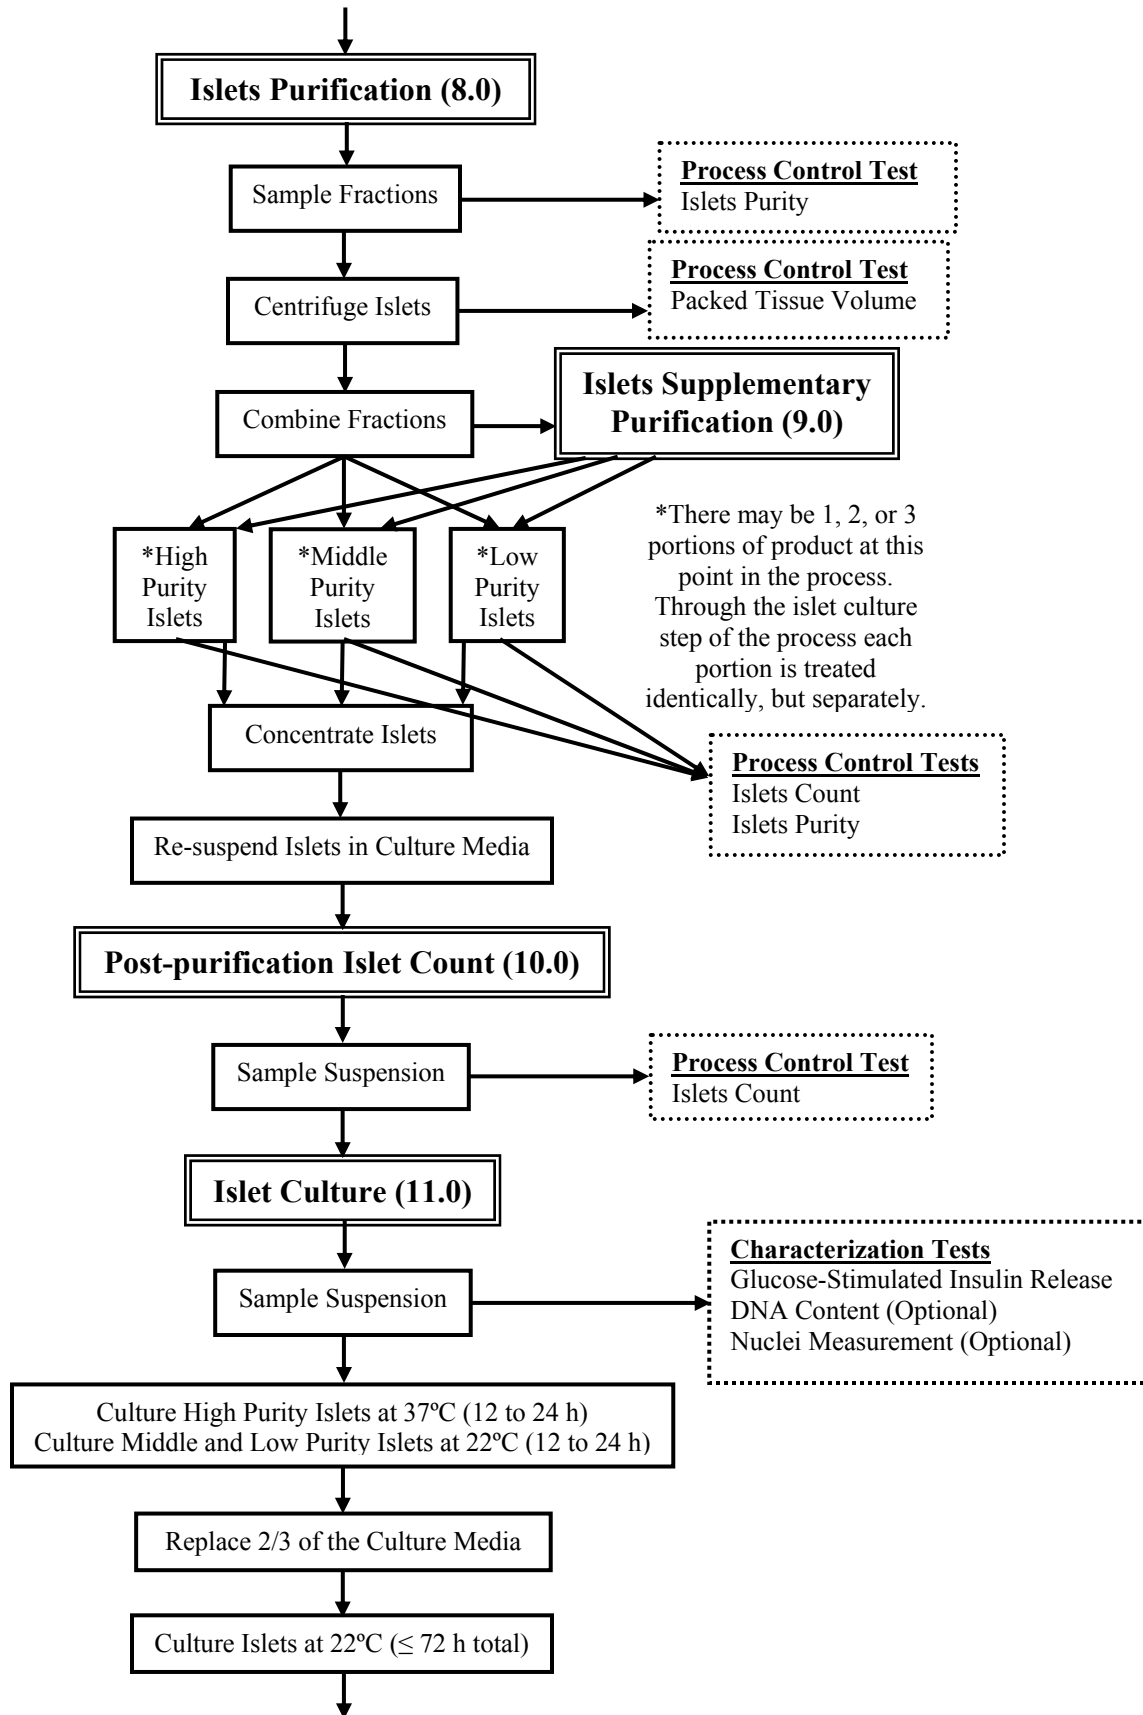 Islets Purification (8.0)
Sample Fractions
Process Control Test
Islets Purity
Centrifuge Islets
Process Control Test
Packed Tissue Volume
Combine Fractions
Islets Supplementary
Purification (9.0)
*High
Purity
Islets
*Middle
Purity
Islets
*Low
Purity
Islets
*There may be 1, 2, or 3
portions of product at this
point in the process.
Through the islet culture
step of the process each
portion is treated
identically, but separately.
Concentrate Islets
Process Control Tests
Islets Count
Islets Purity
Re-suspend Islets in Culture Media
Post-purification Islet Count (10.0)
Sample Suspension
Process Control Test
Islets Count
Islet Culture (11.0)
Sample Suspension
Characterization Tests
Glucose-Stimulated Insulin Release
DNA Content (Optional)
Nuclei Measurement (Optional)
Culture High Purity Islets at 37ºC (12 to 24 h)
Culture Middle and Low Purity Islets at 22ºC (12 to 24 h)
Replace 2/3 of the Culture Media
Culture Islets at 22ºC (≤ 72 h total)